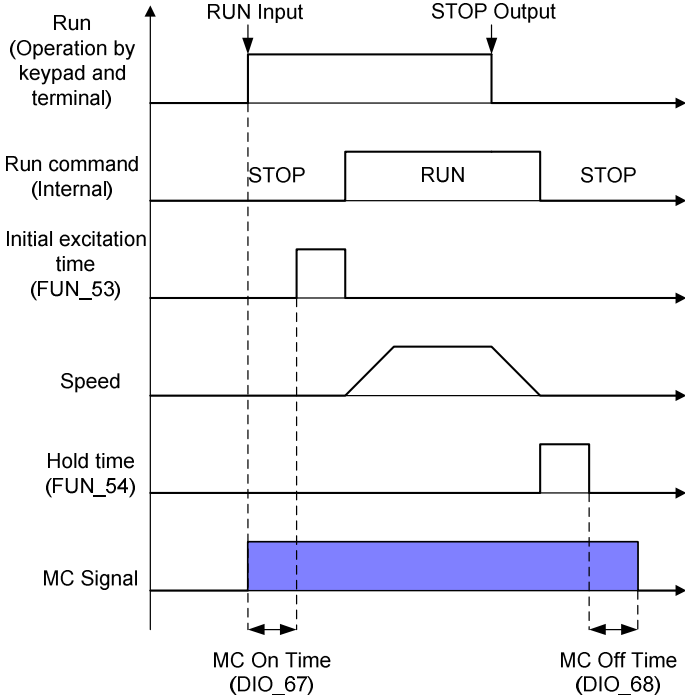 RUN Input
STOP Output
Run
(Operation by
keypad and
terminal)
Run command
(Internal)
STOP
RUN
STOP
Initial excitation
time
(FUN_53)
Speed
Hold time
(FUN_54)
MC Signal
MC On Time
(DIO_67)
MC Off Time
(DIO_68)